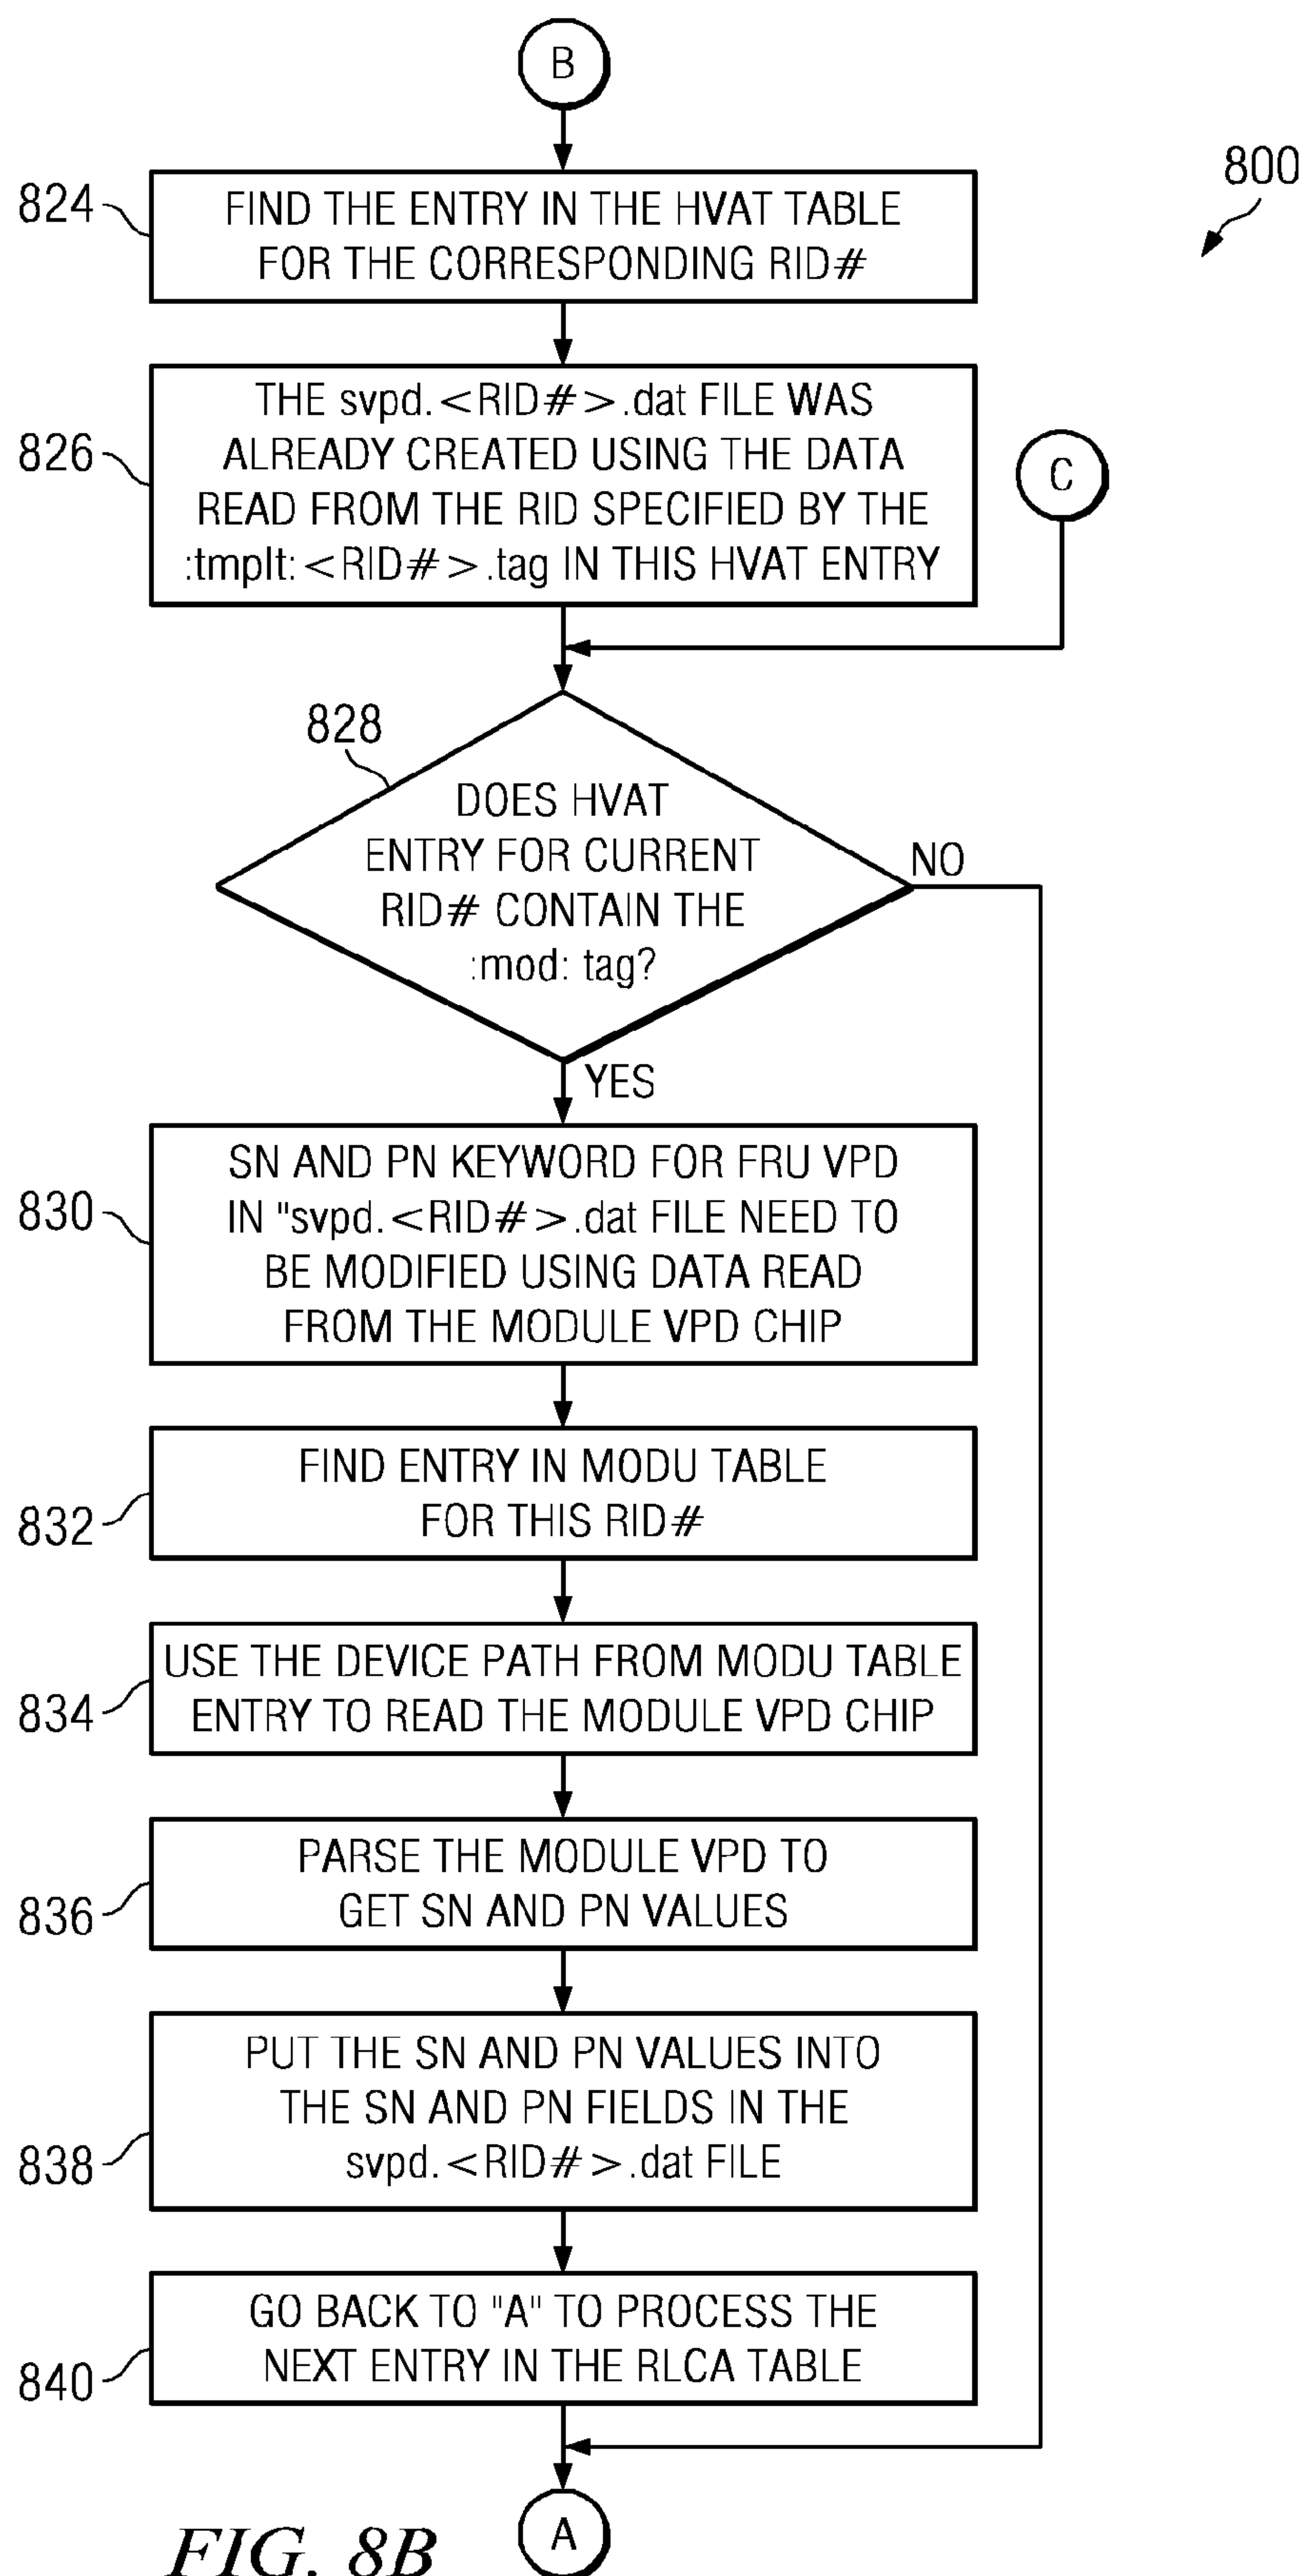 B
800
824
FIND THE ENTRY IN THE HVAT TABLE
FOR THE CORRESPONDING RID#
826
THE svpd.<RID#>.dat FILE WAS
ALREADY CREATED USING THE DATA
READ FROM THE RID SPECIFIED BY THE
:tmplt:<RID#>.tag IN THIS HVAT ENTRY
C
828
DOES HVAT
ENTRY FOR CURRENT
RID# CONTAIN THE
:mod: tag?
NO
YES
830
SN AND PN KEYWORD FOR FRU VPD
IN "svpd.<RID#>.dat FILE NEED TO
BE MODIFIED USING DATA READ
FROM THE MODULE VPD CHIP
832
FIND ENTRY IN MODU TABLE
FOR THIS RID#
834
USE THE DEVICE PATH FROM MODU TABLE
ENTRY TO READ THE MODULE VPD CHIP
836
PARSE THE MODULE VPD TO
GET SN AND PN VALUES
838
PUT THE SN AND PN VALUES INTO
THE SN AND PN FIELDS IN THE
svpd.<RID#>.dat FILE
840
GO BACK TO "A" TO PROCESS THE
NEXT ENTRY IN THE RLCA TABLE
A
FIG. 8B